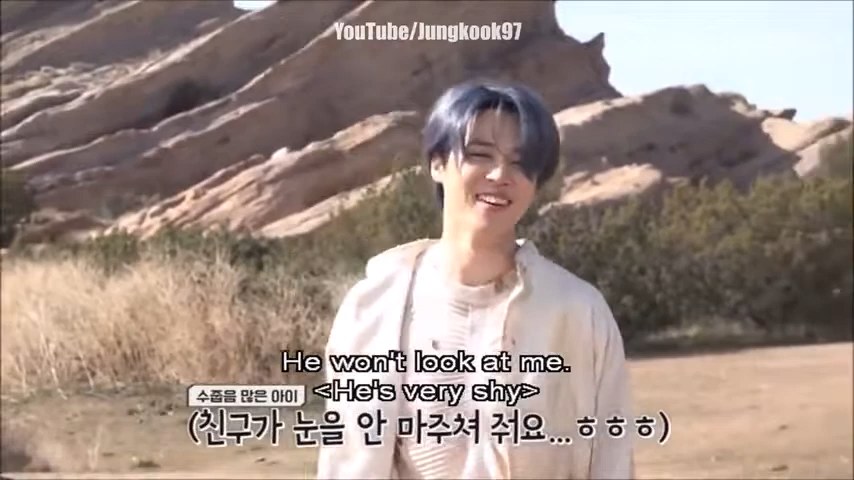 YouTube/Jungkook97
He won't look at me.
수줍음 많은 아이
<He's very shy>
(친구가 눈을 안 마주쳐 줘요...ㅎㅎㅎ)